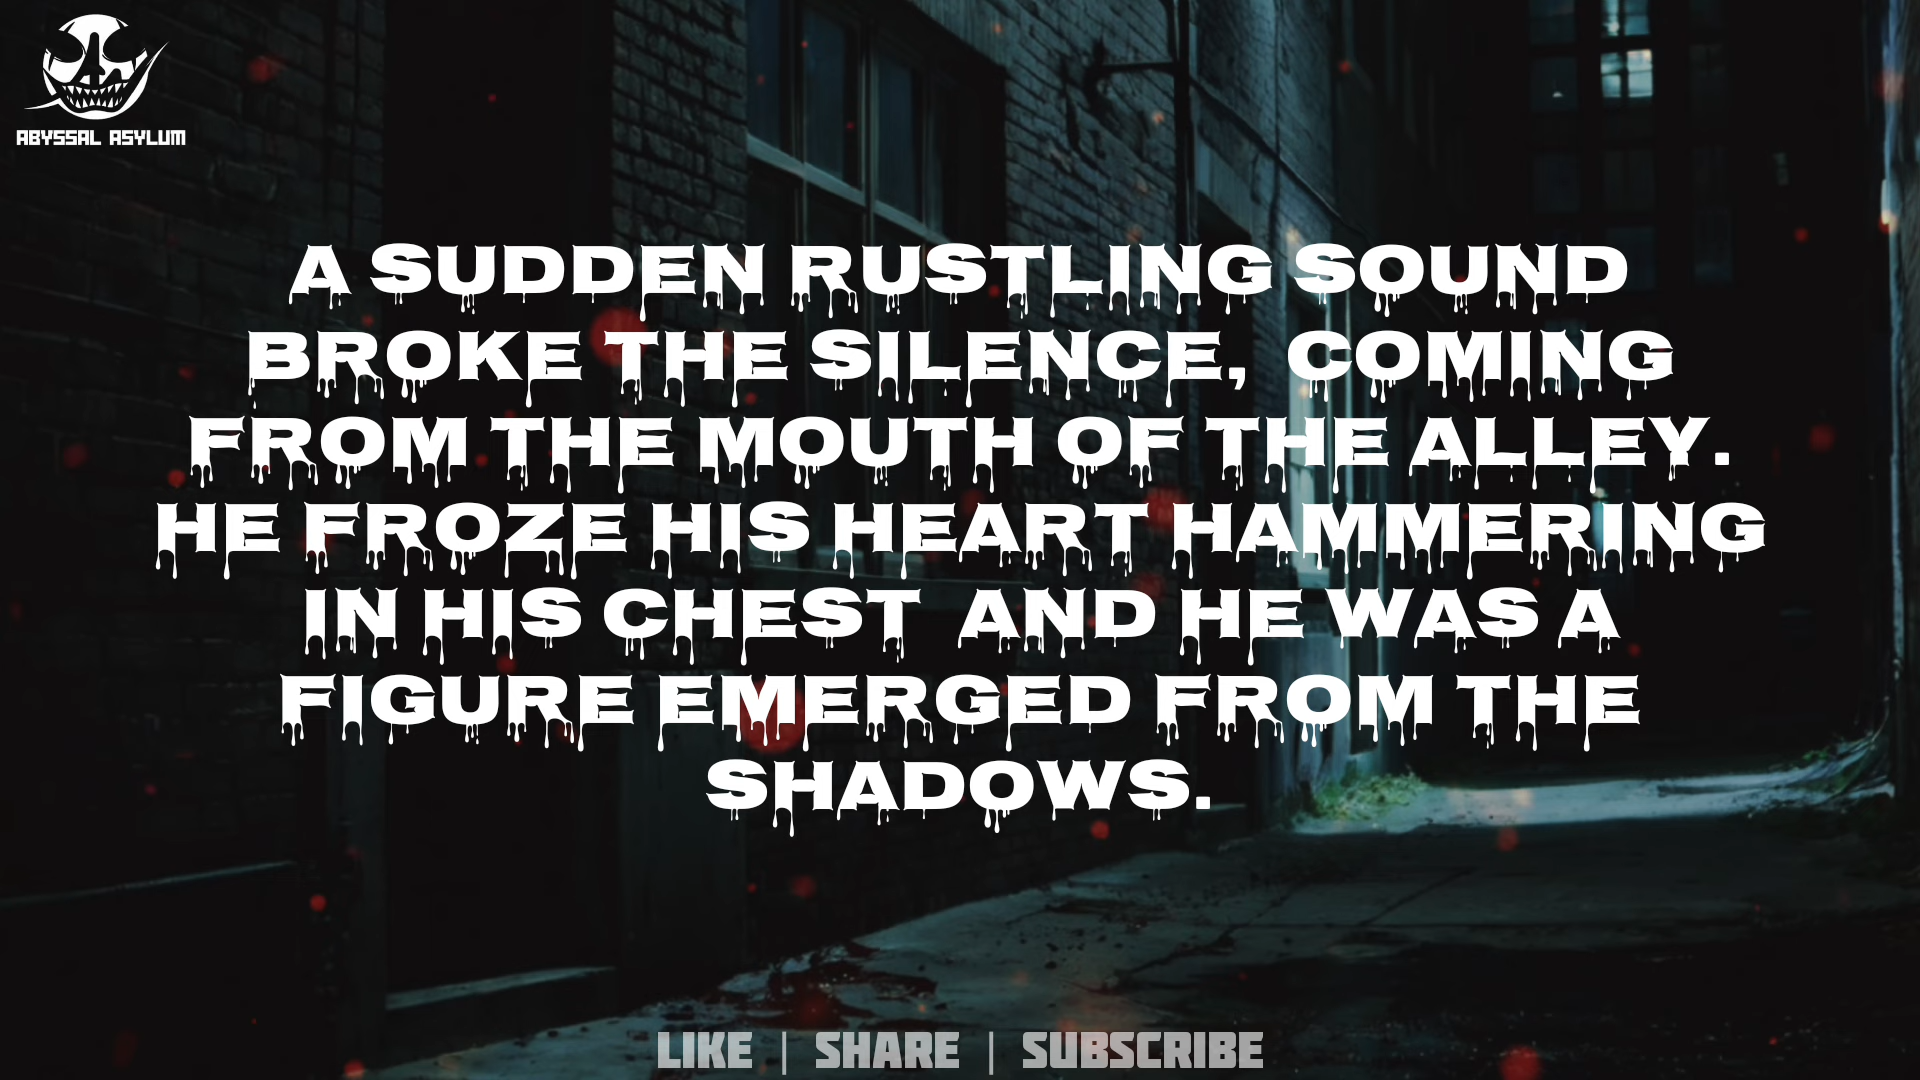 ABYSSAL ASYLUM
A SUDDEN RUSTLING SOUND
BROKE THE SILENCE, COMING
FROM THE MOUTH OF THE ALLEY.
HE FROZE HIS HEART HAMMERING
IN HIS CHEST AND HE WAS A
FIGURE EMERGED FROM THE
SHADOWS.
LIKE | SHARE | SUBSCRIBE